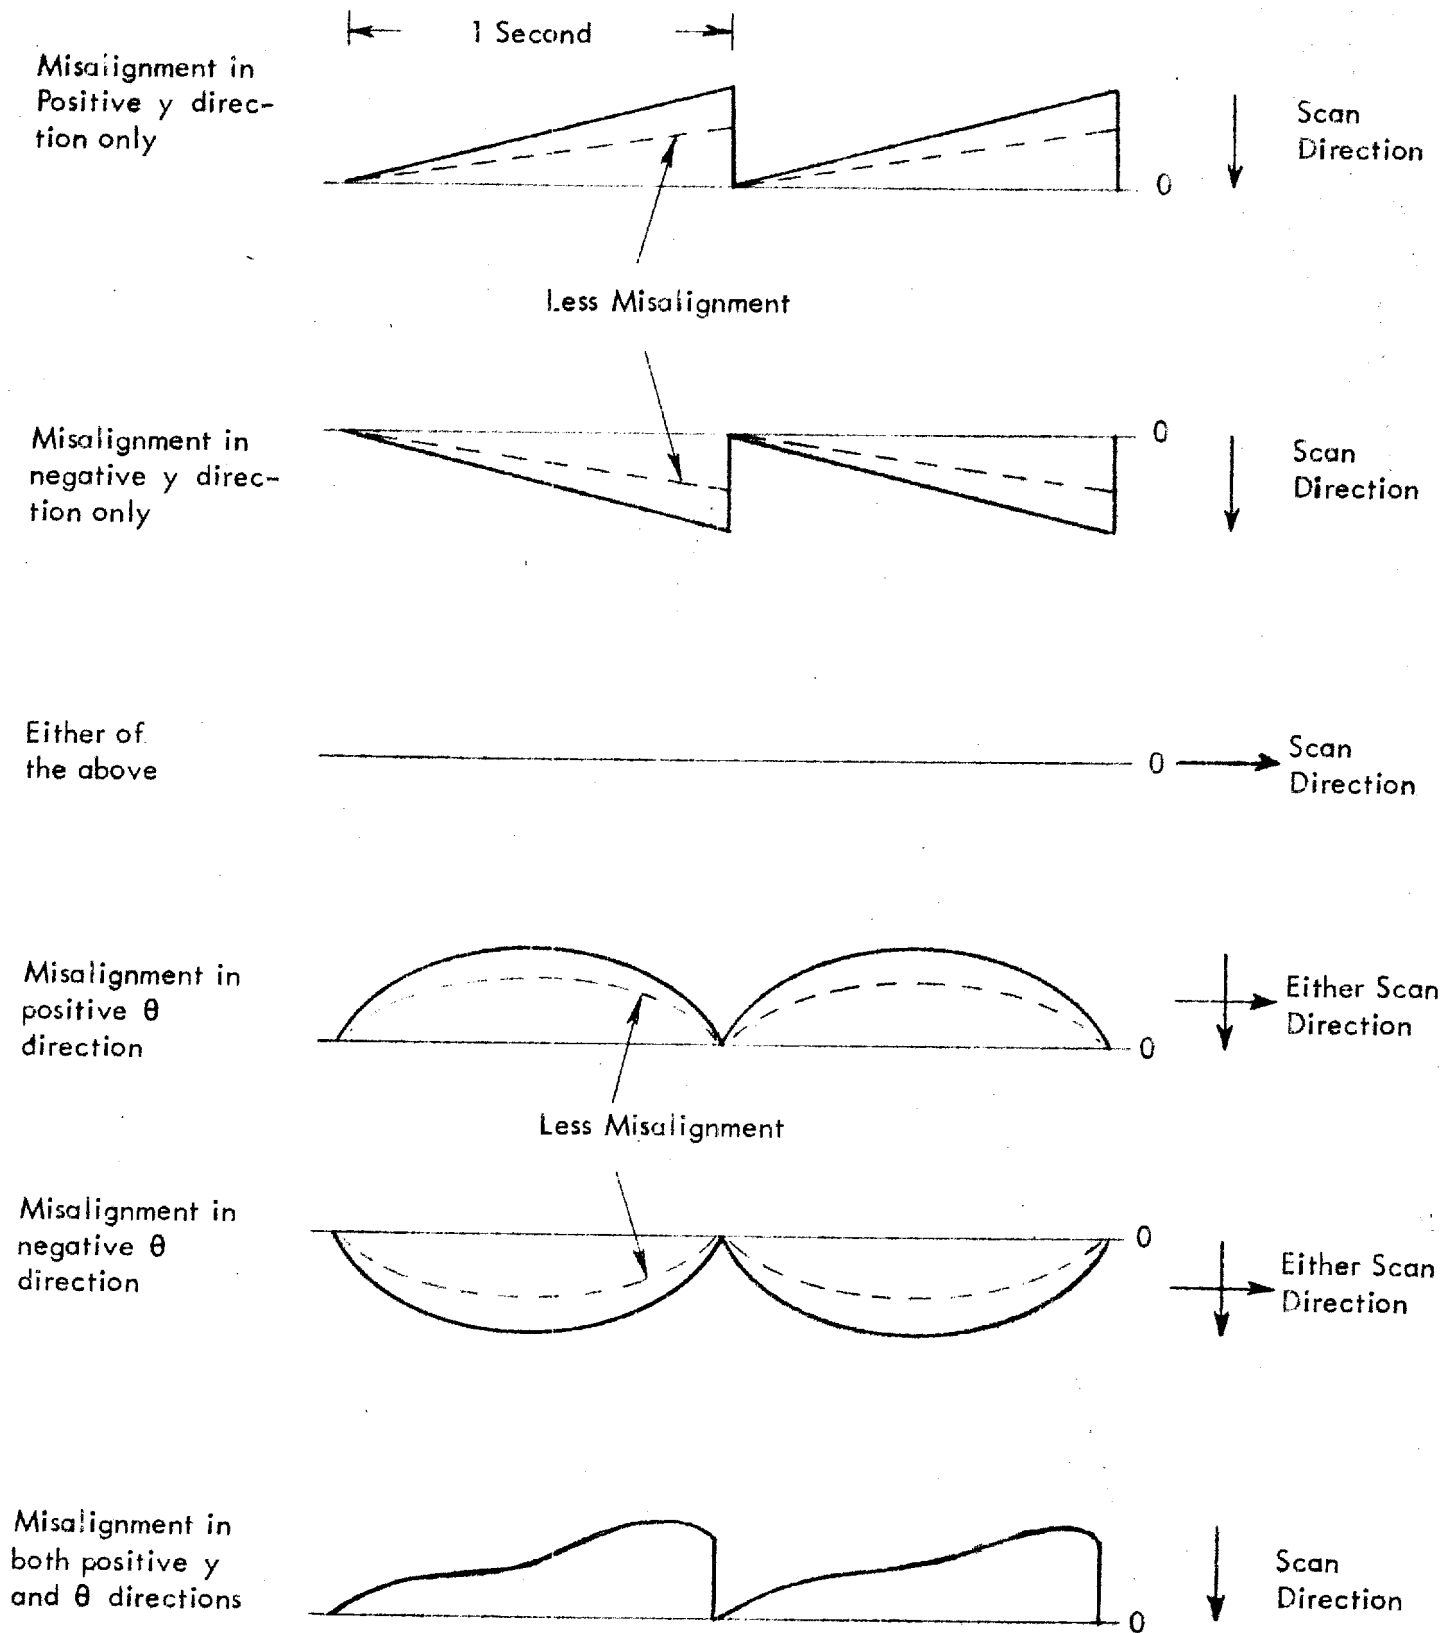 1 Second
Misalignment in
Positive y direc-
tion only
Scan
Direction
0
Less Misalignment
Misalignment in
negative y direc-
tion only
0
Scan
Direction
Either of
the above
0
Scan
Direction
Misalignment in
positive θ
direction
Either Scan
Direction
0
Less Misalignment
Misalignment in
negative θ
direction
0
Either Scan
Direction
Misalignment in
both positive y
and θ directions
Scan
Direction
0